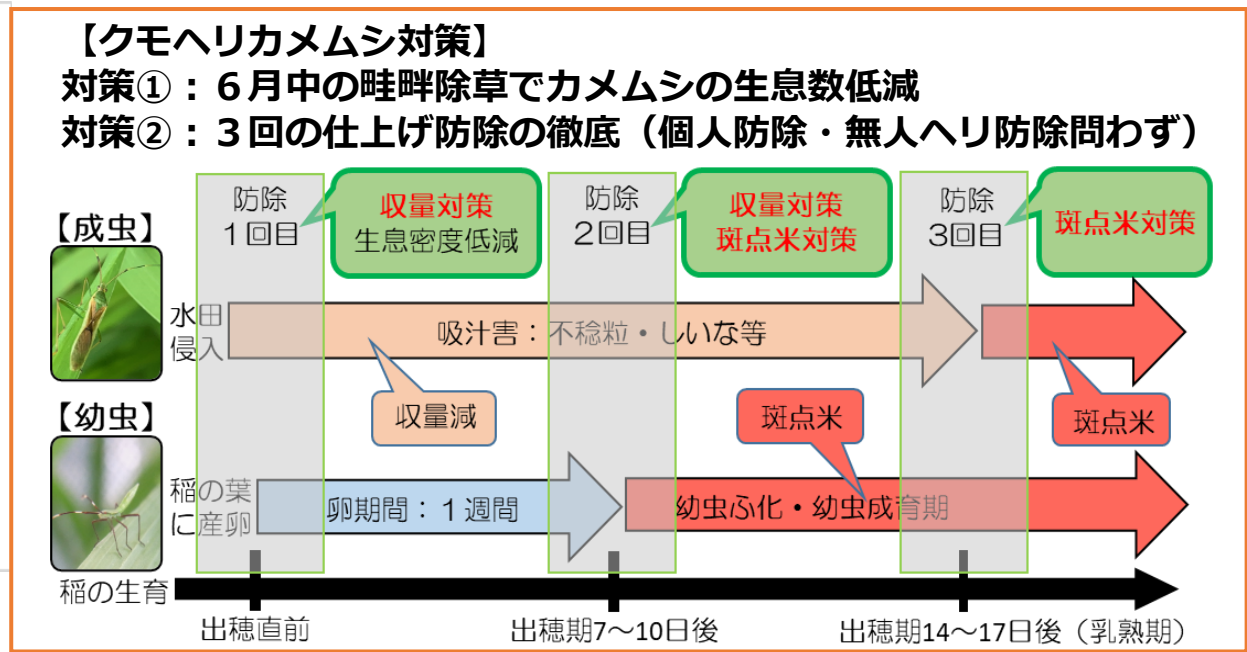 【クモヘリカメムシ対策】
対策①：６月中の畦畔除草でカメムシの生息数低減
対策②：３回の仕上げ防除の徹底（個人防除・無人ヘリ防除問わず）
防除
１回目
収量対策
生息密度低減
防除
２回目
収量対策
斑点米対策
防除
３回目
斑点米対策
【成虫】
水田
侵入
吸汁害：不稔粒・しいな等
収量減
斑点米
斑点米
【幼虫】
稲の葉
に産卵
卵期間：１週間
幼虫ふ化・幼虫成育期
稲の生育
出穂直前
出穂期7～10日後
出穂期14～17日後（乳熟期）